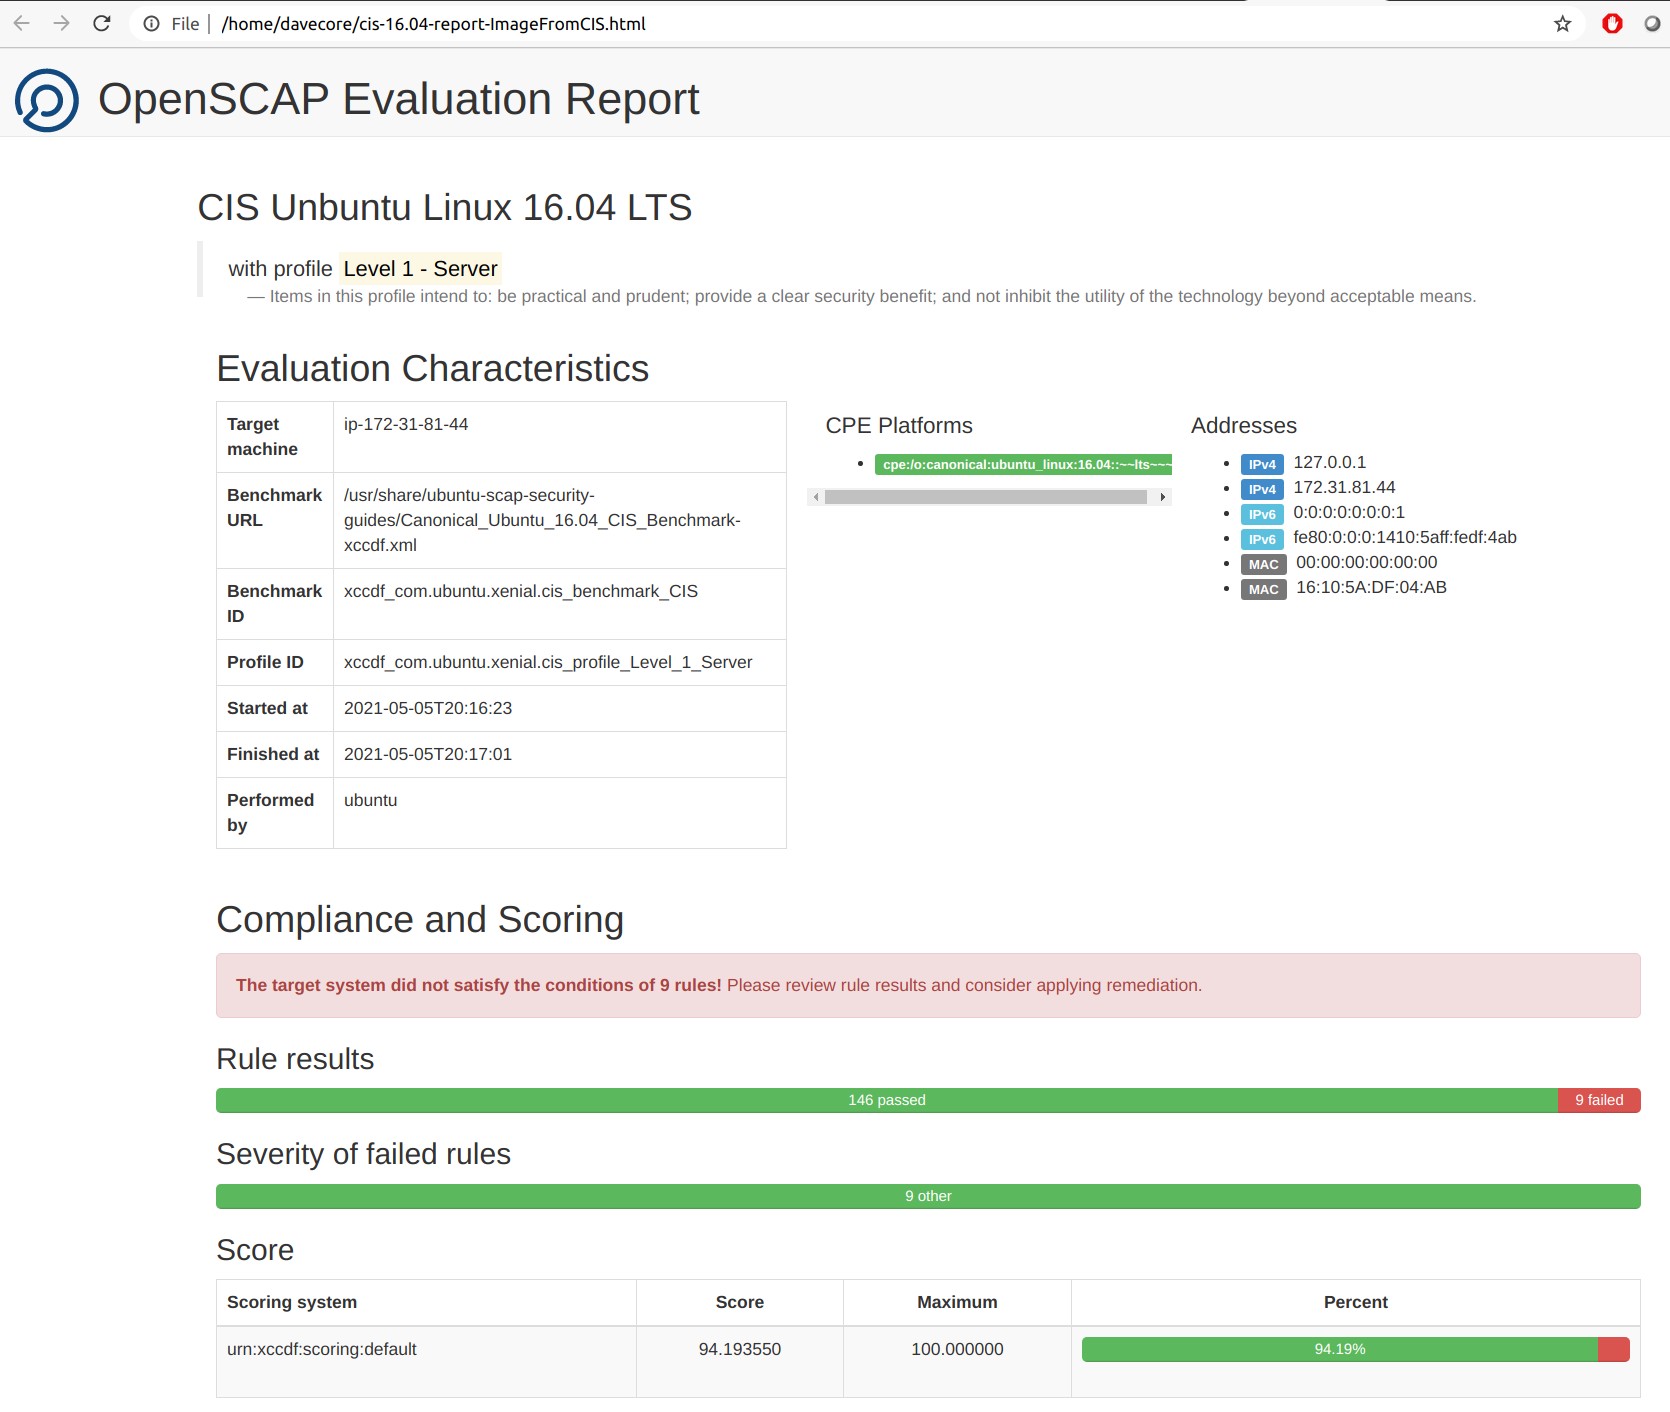 File | /home/davecore/cis-16.04-report-ImageFromCIS.html
OpenSCAP Evaluation Report
CIS Unbuntu Linux 16.04 LTS
with profile Level 1 - Server
— Items in this profile intend to: be practical and prudent; provide a clear security benefit; and not inhibit the utility of the technology beyond acceptable means.
Evaluation Characteristics
Target
machine
ip-172-31-81-44
Benchmark
URL
/usr/share/ubuntu-scap-security-
guides/Canonical_Ubuntu_16.04_CIS_Benchmark-
xccdf.xml
Benchmark
ID
xccdf_com.ubuntu.xenial.cis_benchmark_CIS
Profile ID
xccdf_com.ubuntu.xenial.cis_profile_Level_1_Server
Started at
2021-05-05T20:16:23
Finished at
2021-05-05T20:17:01
Performed
by
ubuntu
CPE Platforms
• cpe:/o:canonical:ubuntu_linux:16.04::~~lts~~~
Addresses
• IPv4 127.0.0.1
• IPv4 172.31.81.44
• IPv6 0:0:0:0:0:0:0:1
• IPv6 fe80:0:0:0:1410:5aff:fedf:4ab
• MAC 00:00:00:00:00:00
• MAC 16:10:5A:DF:04:AB
Compliance and Scoring
The target system did not satisfy the conditions of 9 rules! Please review rule results and consider applying remediation.
Rule results
146 passed
9 failed
Severity of failed rules
9 other
Score
Scoring system Score Maximum Percent
urn:xccdf:scoring:default 94.193550 100.000000 94.19%